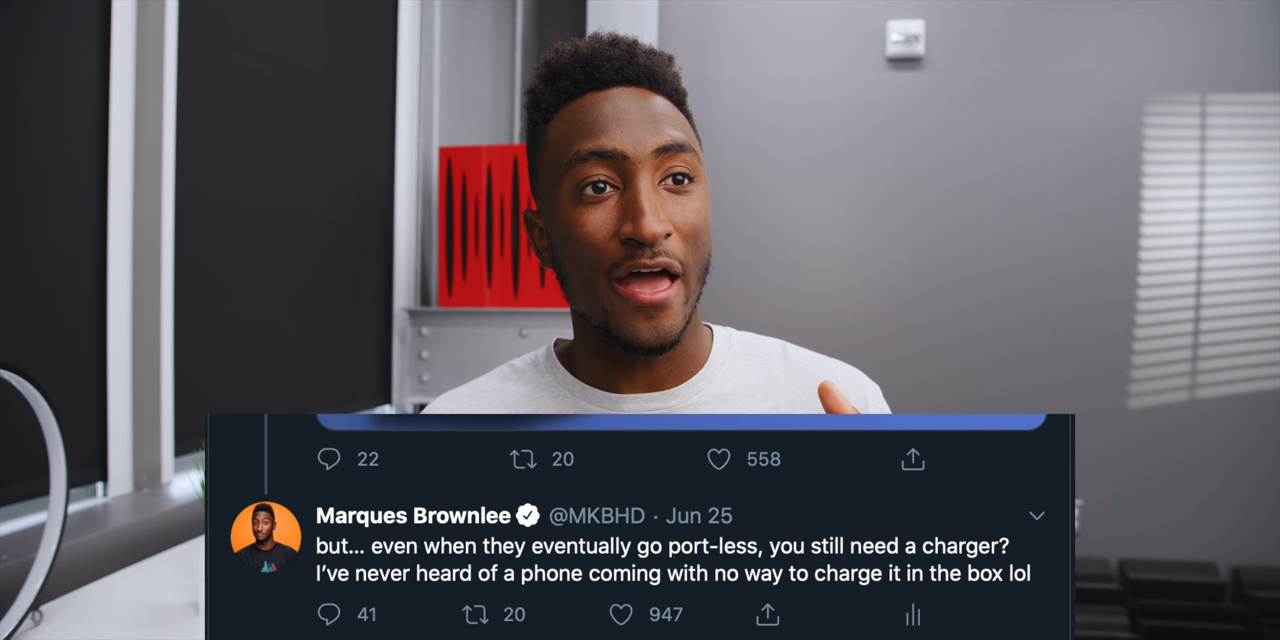 22 20 558
Marques Brownlee @MKBHD · Jun 25
but... even when they eventually go port-less, you still need a charger?
I've never heard of a phone coming with no way to charge it in the box lol
41 20 947